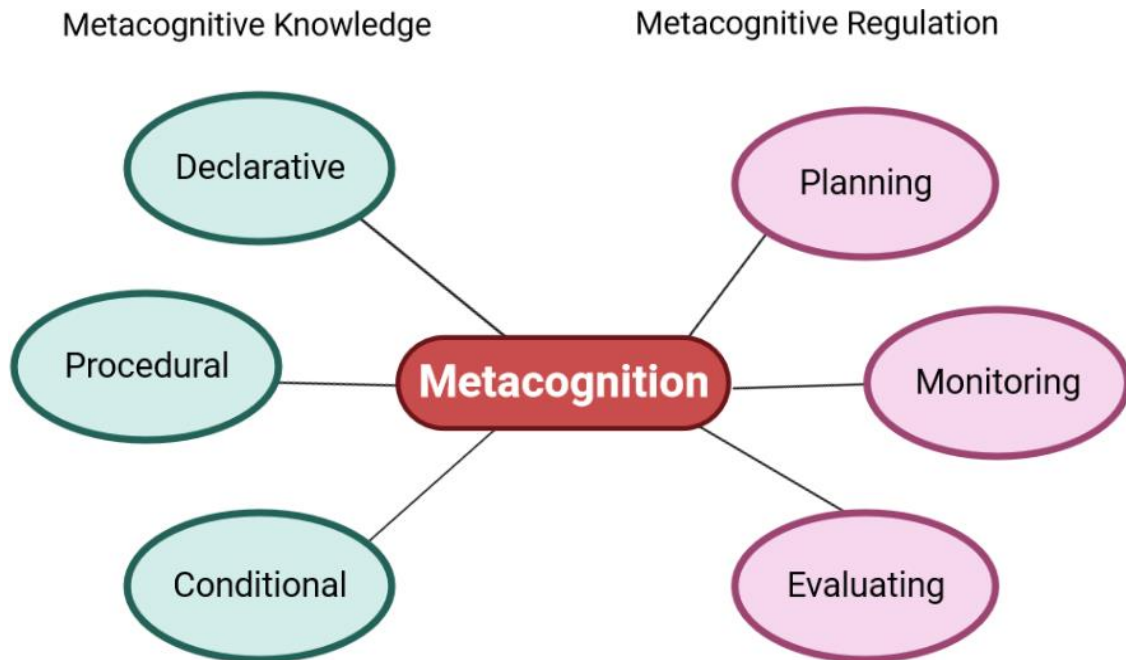 Metacognitive Knowledge
Metacognitive Regulation
Declarative
Planning
Procedural
Metacognition
Monitoring
Conditional
Evaluating